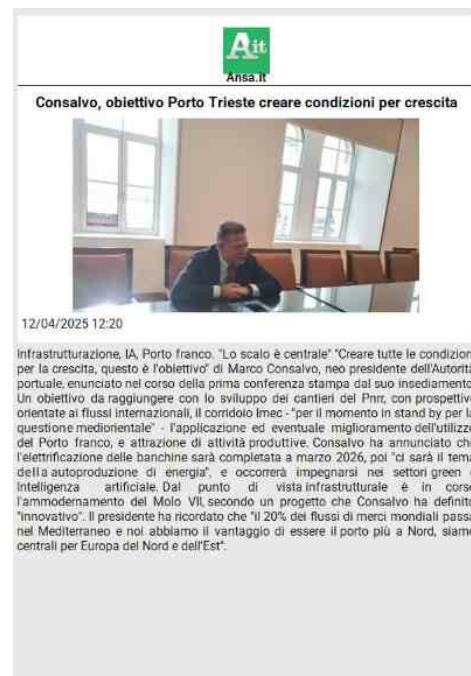 Ait
Ansa.it
Consalvo, obiettivo Porto Trieste creare condizioni per crescita
12/04/2025 12:20
Infrastrutturazione, IA, Porto franco. "Lo scalo è centrale" "Creare tutte le condizion
per la crescita, questo è l'obiettivo" di Marco Consalvo, neo presidente dell'Autorità
portuale, enunciato nel corso della prima conferenza stampa dal suo insediamento
Un obiettivo da raggiungere con lo sviluppo dei cantieri del Pnrr, con prospettive
orientate ai flussi internazionali, il corridoio Imec - "per il momento in stand by per la
questione mediorientale" - l'applicazione ed eventuale miglioramento dell'utilizzo
del Porto franco, e attrazione di attività produttive. Consalvo ha annunciato che
l'elettrificazione delle banchine sarà completata a marzo 2026, poi "ci sarà il tema
della autoproduzione di energia", e occorrerà impegnarsi nei settori green e
Intelligenza artificiale. Dal punto di vista infrastrutturale è in corso
l'ammodernamento del Molo VII, secondo un progetto che Consalvo ha definito
"innovativo". Il presidente ha ricordato che "il 20% dei flussi di merci mondiali passa
nel Mediterraneo e noi abbiamo il vantaggio di essere il porto più a Nord, siamo
centrali per Europa del Nord e dell'Est".